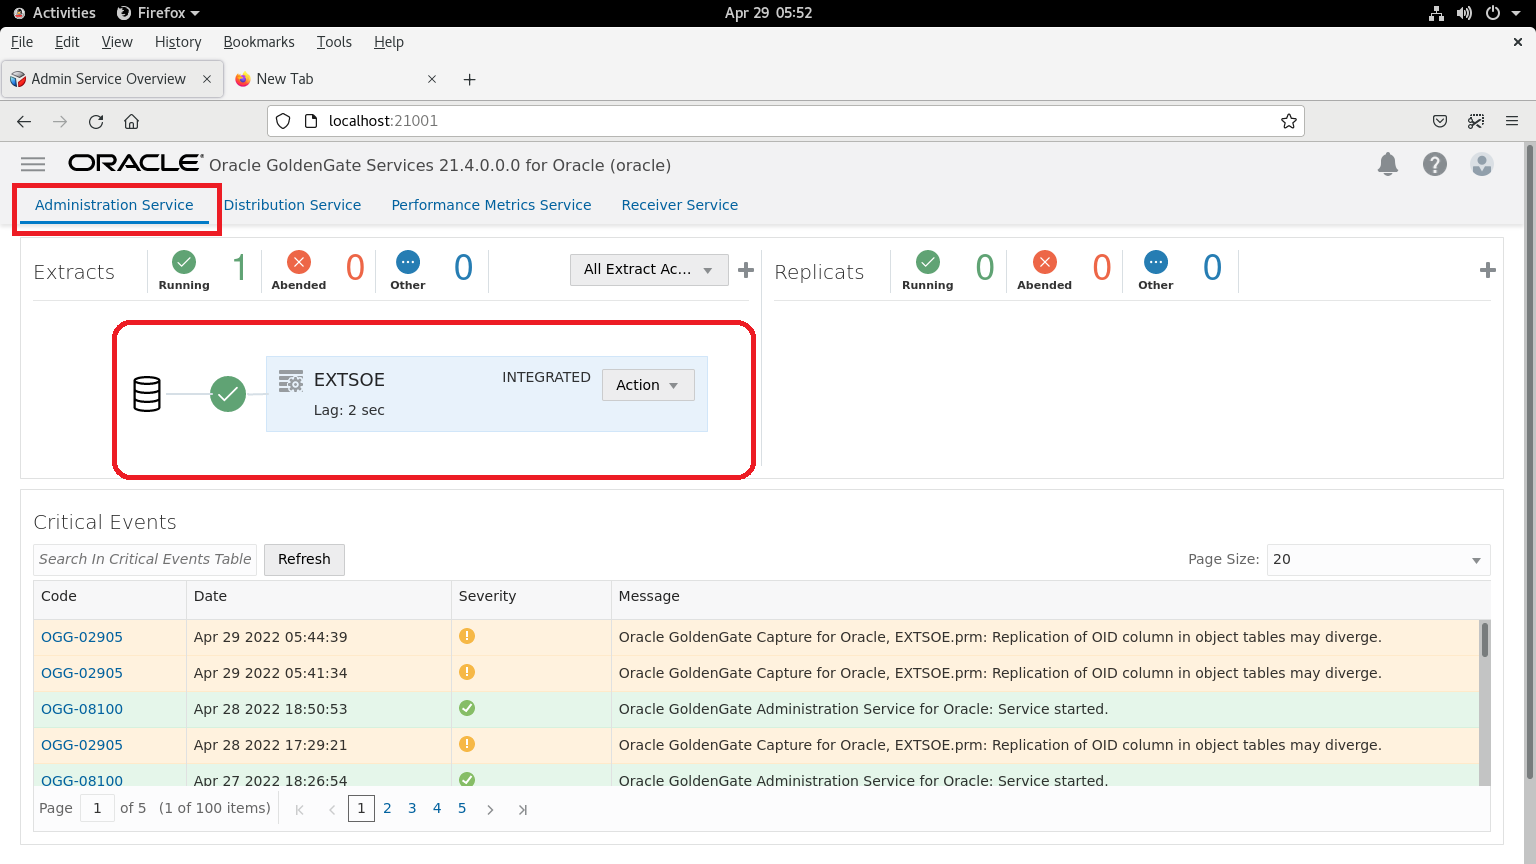 Activities Firefox Apr 29 05:52
File Edit View History Bookmarks Tools Help
Admin Service Overview New Tab
localhost:21001
ORACLE Oracle GoldenGate Services 21.4.0.0.0 for Oracle (oracle)
Administration Service Distribution Service Performance Metrics Service Receiver Service
Extracts Running 1 Abended 0 Other 0 All Extract Ac...
Replicats Running 0 Abended 0 Other 0
EXTSOE INTEGRATED Action
Lag: 2 sec
Critical Events
Search In Critical Events Table Refresh Page Size: 20
Code Date Severity Message
OGG-02905 Apr 29 2022 05:44:39 Oracle GoldenGate Capture for Oracle, EXTSOE.prm: Replication of OID column in object tables may diverge.
OGG-02905 Apr 29 2022 05:41:34 Oracle GoldenGate Capture for Oracle, EXTSOE.prm: Replication of OID column in object tables may diverge.
OGG-08100 Apr 28 2022 18:50:53 Oracle GoldenGate Administration Service for Oracle: Service started.
OGG-02905 Apr 28 2022 17:29:21 Oracle GoldenGate Capture for Oracle, EXTSOE.prm: Replication of OID column in object tables may diverge.
OGG-08100 Apr 27 2022 18:26:54 Oracle GoldenGate Administration Service for Oracle: Service started.
Page 1 of 5 (1 of 100 items) 1 2 3 4 5